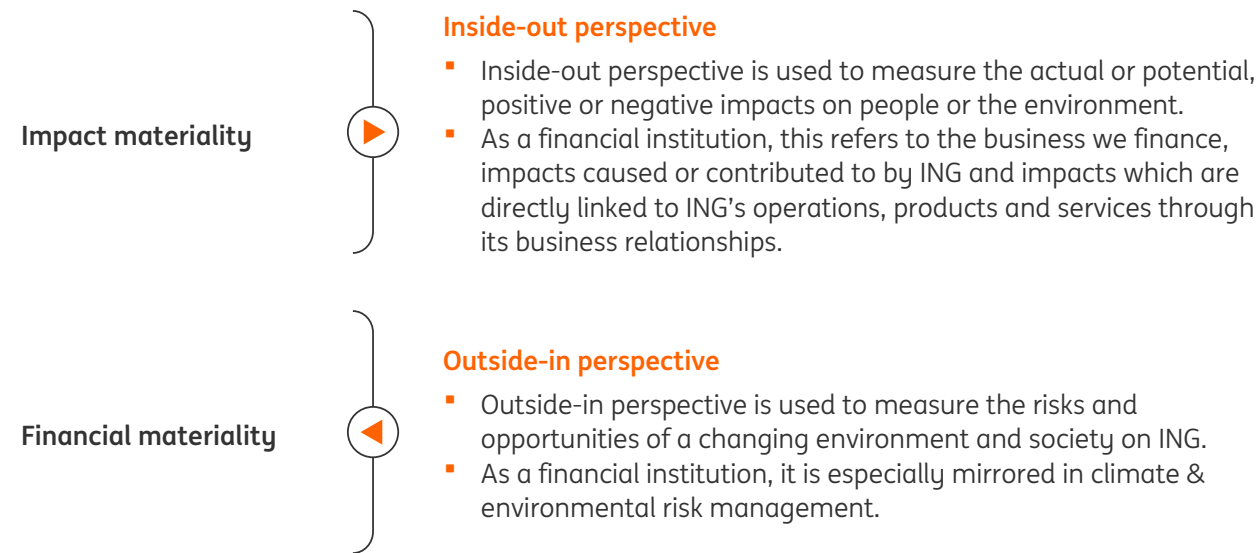 Impact materiality
Inside-out perspective
▪ Inside-out perspective is used to measure the actual or potential,
positive or negative impacts on people or the environment.
▪ As a financial institution, this refers to the business we finance,
impacts caused or contributed to by ING and impacts which are
directly linked to ING’s operations, products and services through
its business relationships.
Financial materiality
Outside-in perspective
▪ Outside-in perspective is used to measure the risks and
opportunities of a changing environment and society on ING.
▪ As a financial institution, it is especially mirrored in climate &
environmental risk management.